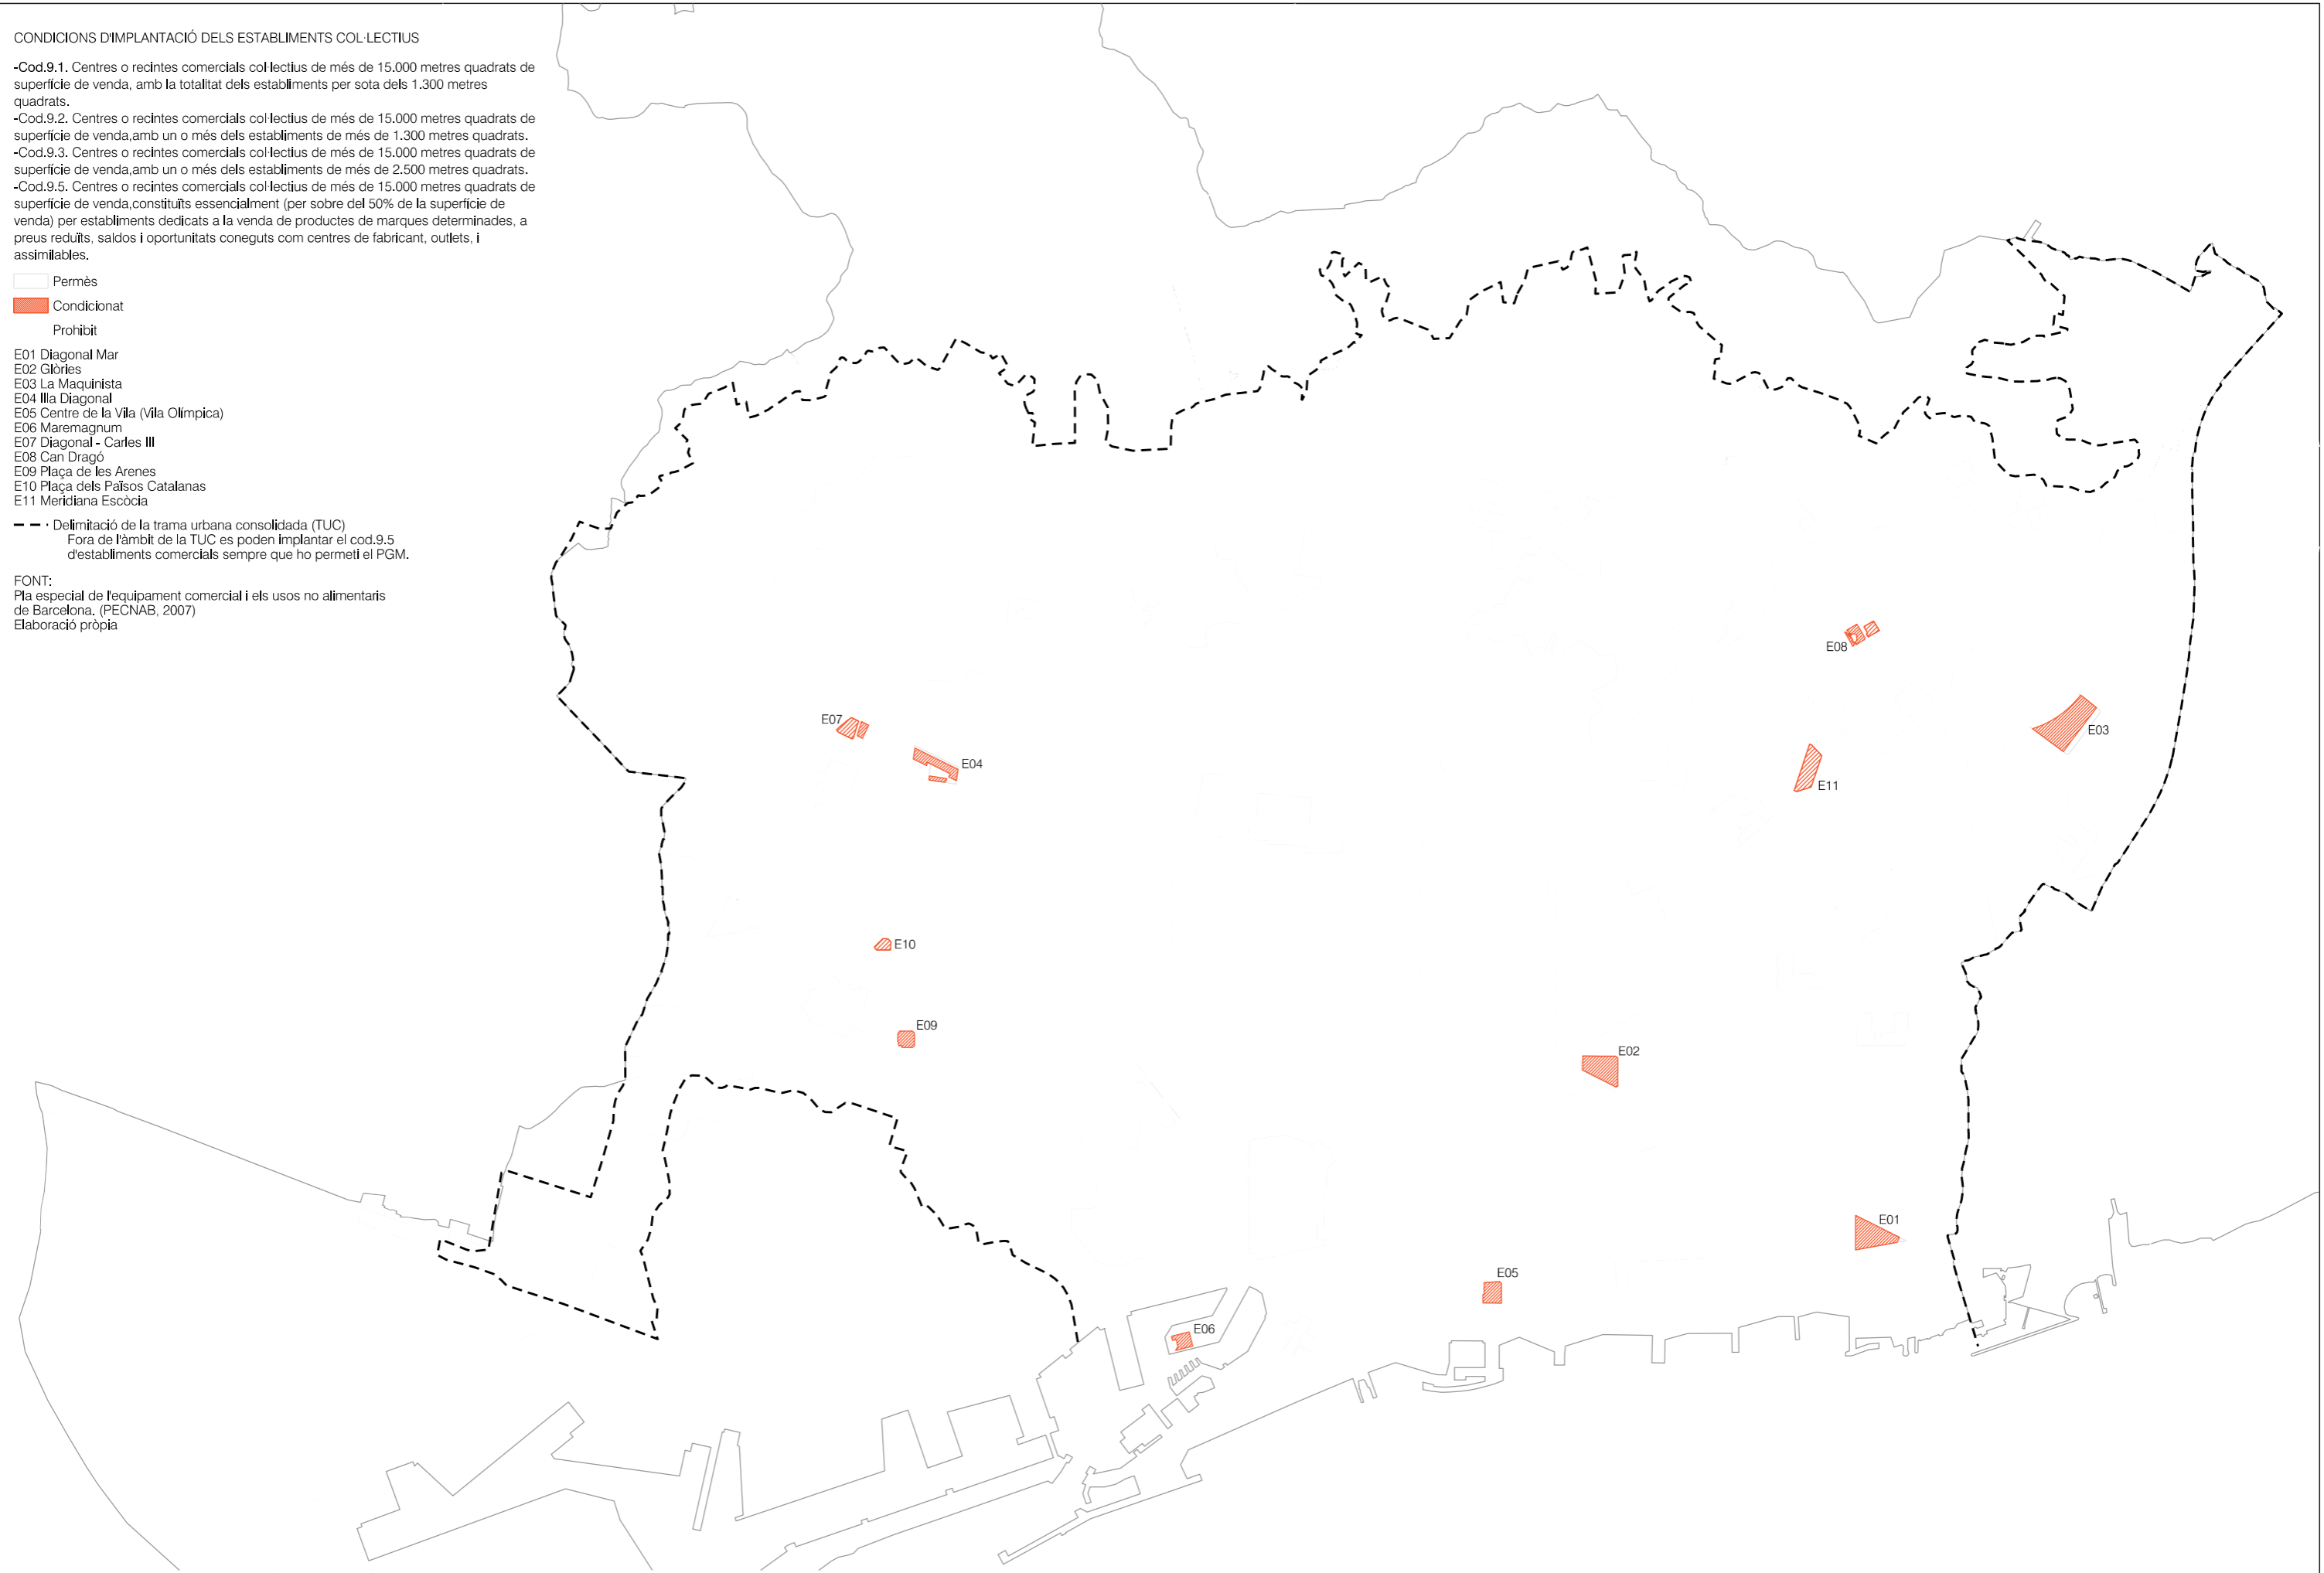 CONDICIONS D'IMPLANTACIÓ DELS ESTABLIMENTS COL·LECTIUS
-Cod.9.1. Centres o recintes comercials col·lectius de més de 15.000 metres quadrats de
superfície de venda, amb la totalitat dels establiments per sota dels 1.300 metres
quadrats.
-Cod.9.2. Centres o recintes comercials col·lectius de més de 15.000 metres quadrats de
superfície de venda,amb un o més dels establiments de més de 1.300 metres quadrats.
-Cod.9.3. Centres o recintes comercials col·lectius de més de 15.000 metres quadrats de
superfície de venda,amb un o més dels establiments de més de 2.500 metres quadrats.
-Cod.9.5. Centres o recintes comercials col·lectius de més de 15.000 metres quadrats de
superfície de venda,constituïts essencialment (per sobre del 50% de la superfície de
venda) per establiments dedicats a la venda de productes de marques determinades, a
preus reduïts, saldos i oportunitats coneguts com centres de fabricant, outlets, i
assimilables.
Permès
Condicionat
Prohibit
E01 Diagonal Mar
E02 Glòries
E03 La Maquinista
E04 Illa Diagonal
E05 Centre de la Vila (Vila Olímpica)
E06 Maremagnum
E07 Diagonal - Carles III
E08 Can Dragó
E09 Plaça de les Arenes
E10 Plaça dels Països Catalanas
E11 Meridiana Escòcia
Delimitació de la trama urbana consolidada (TUC)
Fora de l'àmbit de la TUC es poden implantar el cod.9.5
d'establiments comercials sempre que ho permeti el PGM.
FONT:
Pla especial de l'equipament comercial i els usos no alimentaris
de Barcelona. (PECNAB, 2007)
Elaboració pròpia
E08
E07
E03
E04
E11
E10
E09
E02
E01
E05
E06